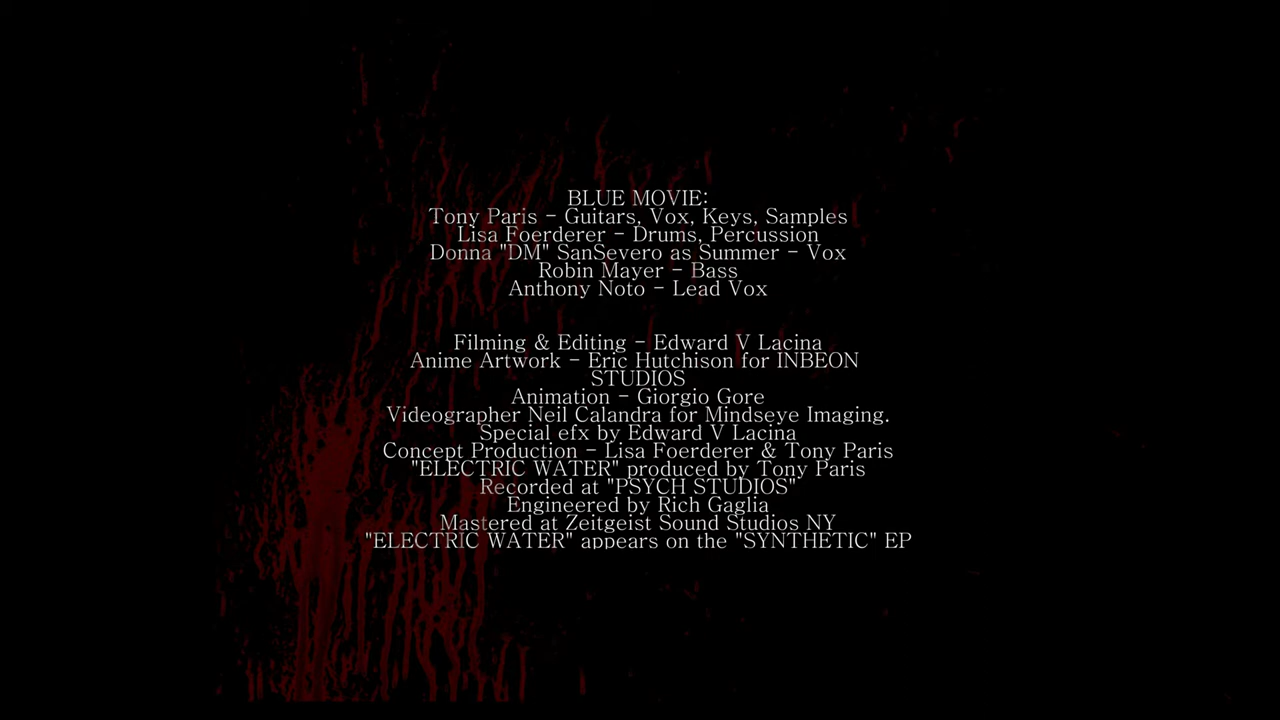 BLUE MOVIE:
Tony Paris - Guitars, Vox, Keys, Samples
Lisa Foerderer - Drums, Percussion
Donna "DM" SanSevero as Summer - Vox
Robin Mayer - Bass
Anthony Noto - Lead Vox
Filming & Editing - Edward V Lacina
Anime Artwork - Eric Hutchison for INBEON
STUDIOS
Animation - Giorgio Gore
Videographer Neil Calandra for Mindseye Imaging.
Special efx by Edward V Lacina
Concept Production - Lisa Foerderer & Tony Paris
"ELECTRIC WATER" produced by Tony Paris
Recorded at "PSYCH STUDIOS"
Engineered by Rich Gaglia
Mastered at Zeitgeist Sound Studios NY
"ELECTRIC WATER" appears on the "SYNTHETIC" EP